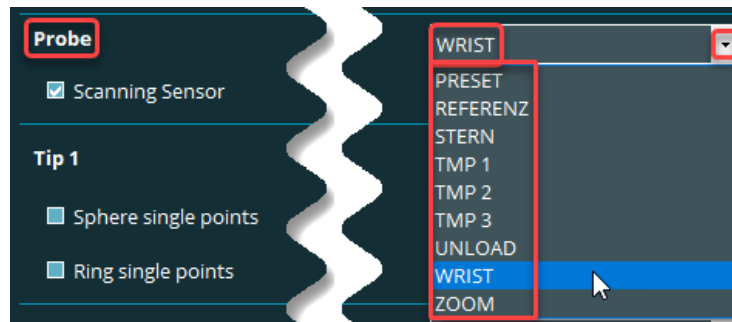 Probe
WRIST
Scanning Sensor
PRESET
REFERENZ
STERN
Tip 1
TMP 1
TMP 2
Sphere single points
TMP 3
UNLOAD
Ring single points
WRIST
ZOOM